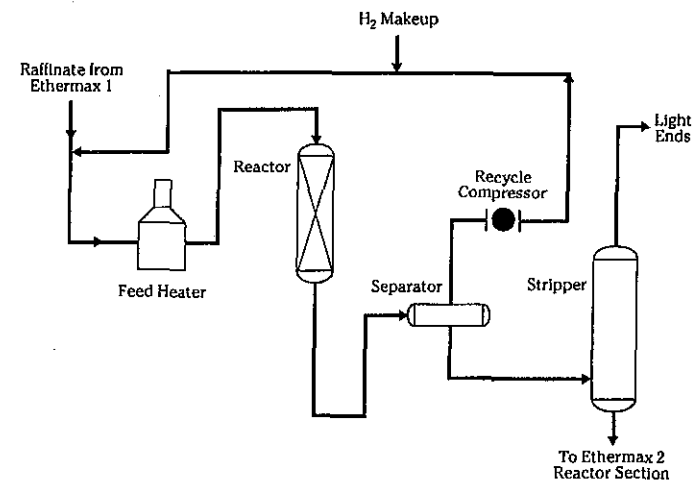 H₂ Makeup
Raffinate from
Ethermax 1
Light
Ends
Reactor
Recycle
Compressor
Feed Heater
Separator
Stripper
To Ethermax 2
Reactor Section